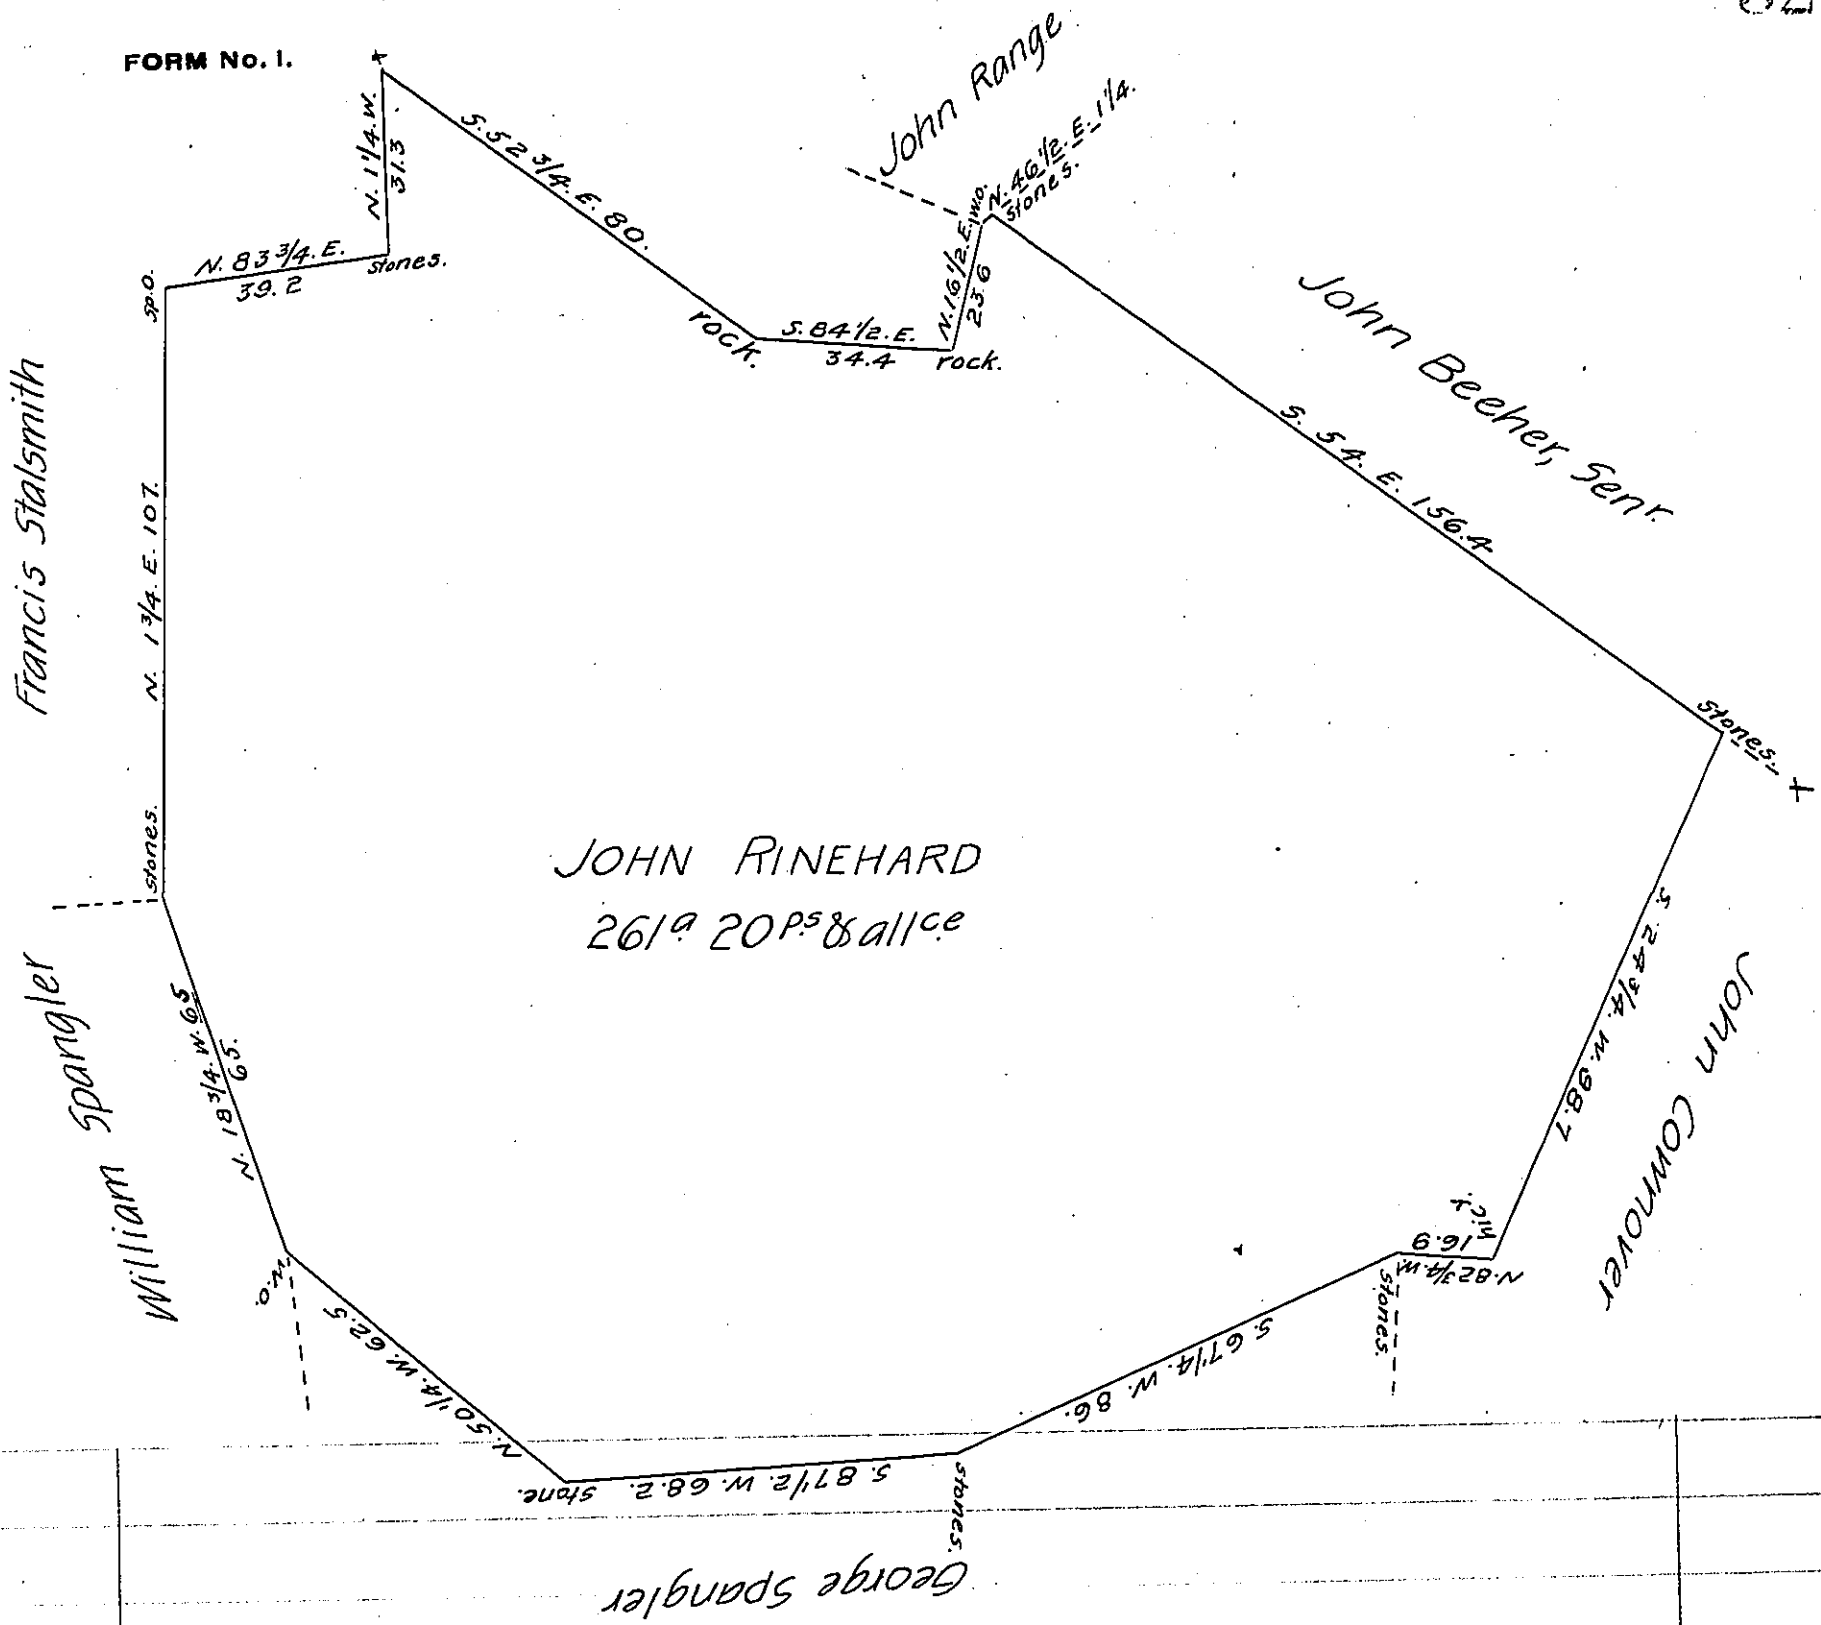 FORM No. 1.
John Range
N. 1 1/4. W.
31.3
S. 52 3/4. E. 80.
N. 46 1/2. E. 11/4.
stones.
w.o.
N. 83 3/4. E.
39.2
stones.
sp.o.
rock.
S. 84 1/2. E.
34.4
rock.
N. 16 1/2. E.
23.6
John Beeher, Senr.
S. 54. E. 156.4
stones.
Francis Stalsmith
N. 1 3/4. E. 107.
stones.
JOHN RINEHARD
261a 20ps & allce
S. 24 3/4. W. 98.7
John Cownover
William Spangler
N. 18 3/4. W. 65
65.
w.o.
N. 50 1/4. W. 62.5
Stone.
S. 87 1/2. W. 68.2.
stones.
S. 67 1/4. W. 86.
stones.
N. 82 3/4. W.
16.9
hick.
George Spangler